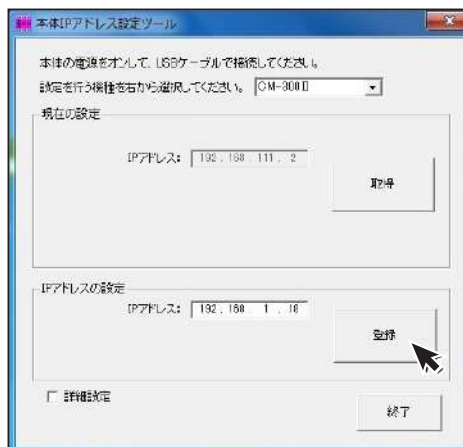 本体IPアドレス設定ツール
本体の電源をオンして、USBケーブルで接続してください。
設定を行う機種を右から選択してください。 CM-300Ⅱ
現在の設定
IPアドレス: 192 . 168 . 111 . 2
取得
IPアドレスの設定
IPアドレス: 192 . 168 . 1 . 18
登録
詳細設定
終了